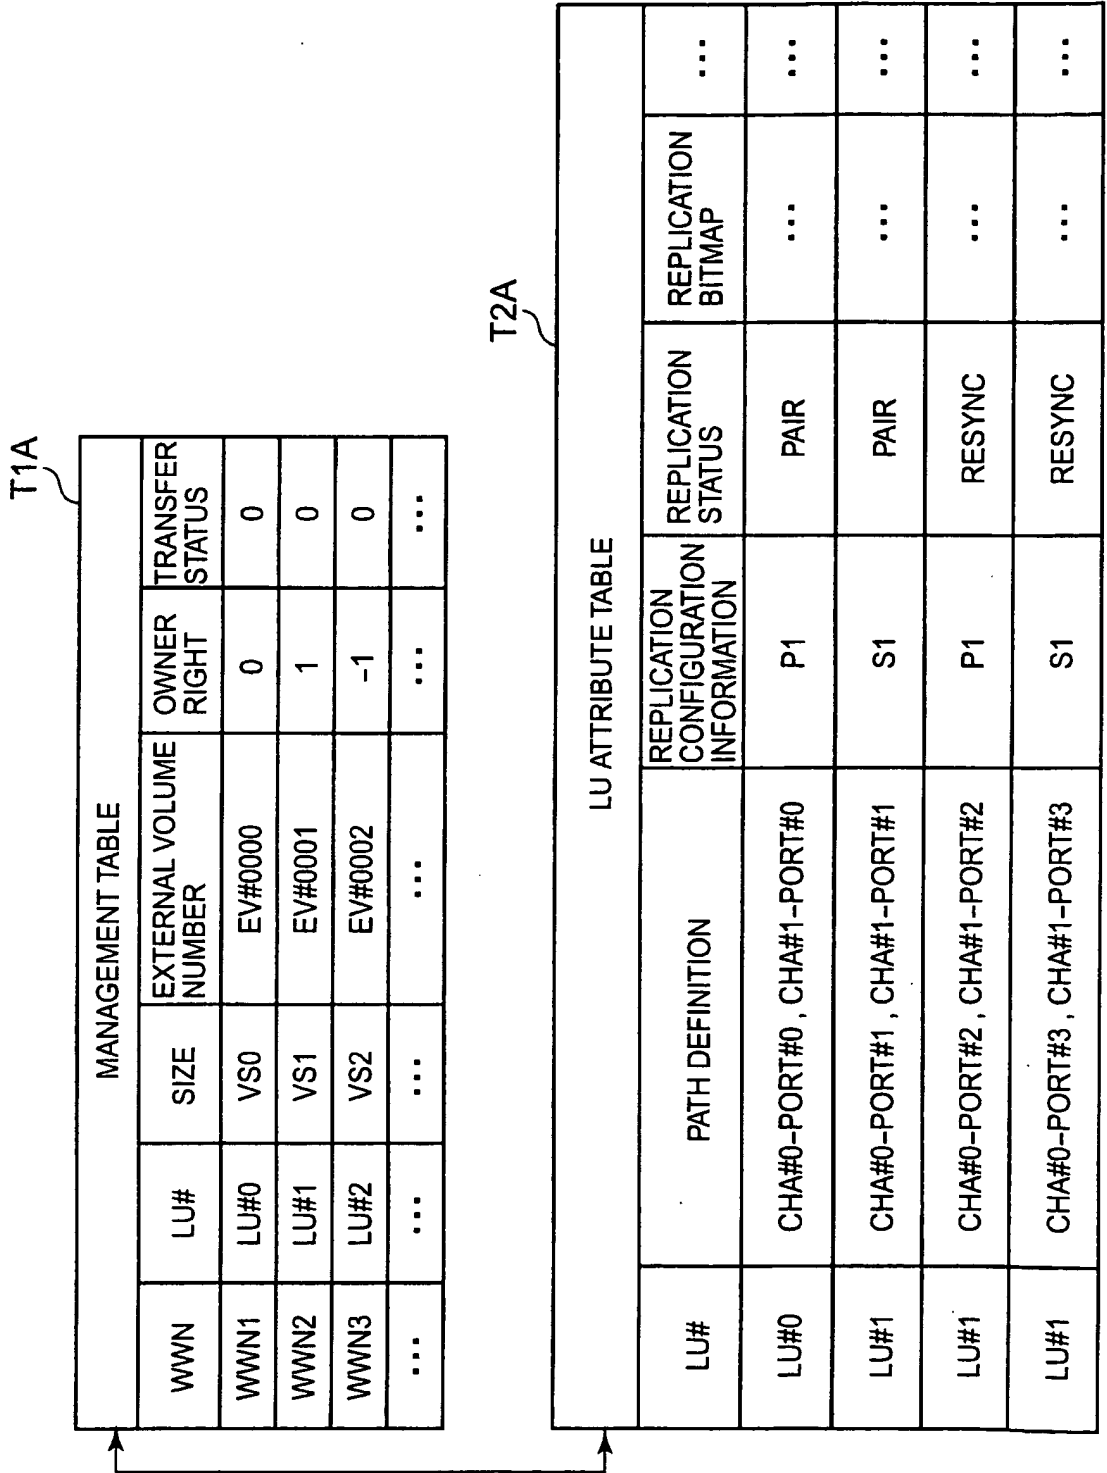 T1A
MANAGEMENT TABLE
WWN LU# SIZE EXTERNAL VOLUME NUMBER OWNER RIGHT TRANSFER STATUS
WWN1 LU#0 VS0 EV#0000 0 0
WWN2 LU#1 VS1 EV#0001 1 0
WWN3 LU#2 VS2 EV#0002 -1 0
... ... ... ... ... ...
T2A
LU ATTRIBUTE TABLE
LU# PATH DEFINITION REPLICATION CONFIGURATION INFORMATION REPLICATION STATUS REPLICATION BITMAP ...
LU#0 CHA#0-PORT#0, CHA#1-PORT#0 P1 PAIR ... ...
LU#1 CHA#0-PORT#1, CHA#1-PORT#1 S1 PAIR ... ...
LU#1 CHA#0-PORT#2, CHA#1-PORT#2 P1 RESYNC ... ...
LU#1 CHA#0-PORT#3, CHA#1-PORT#3 S1 RESYNC ... ...